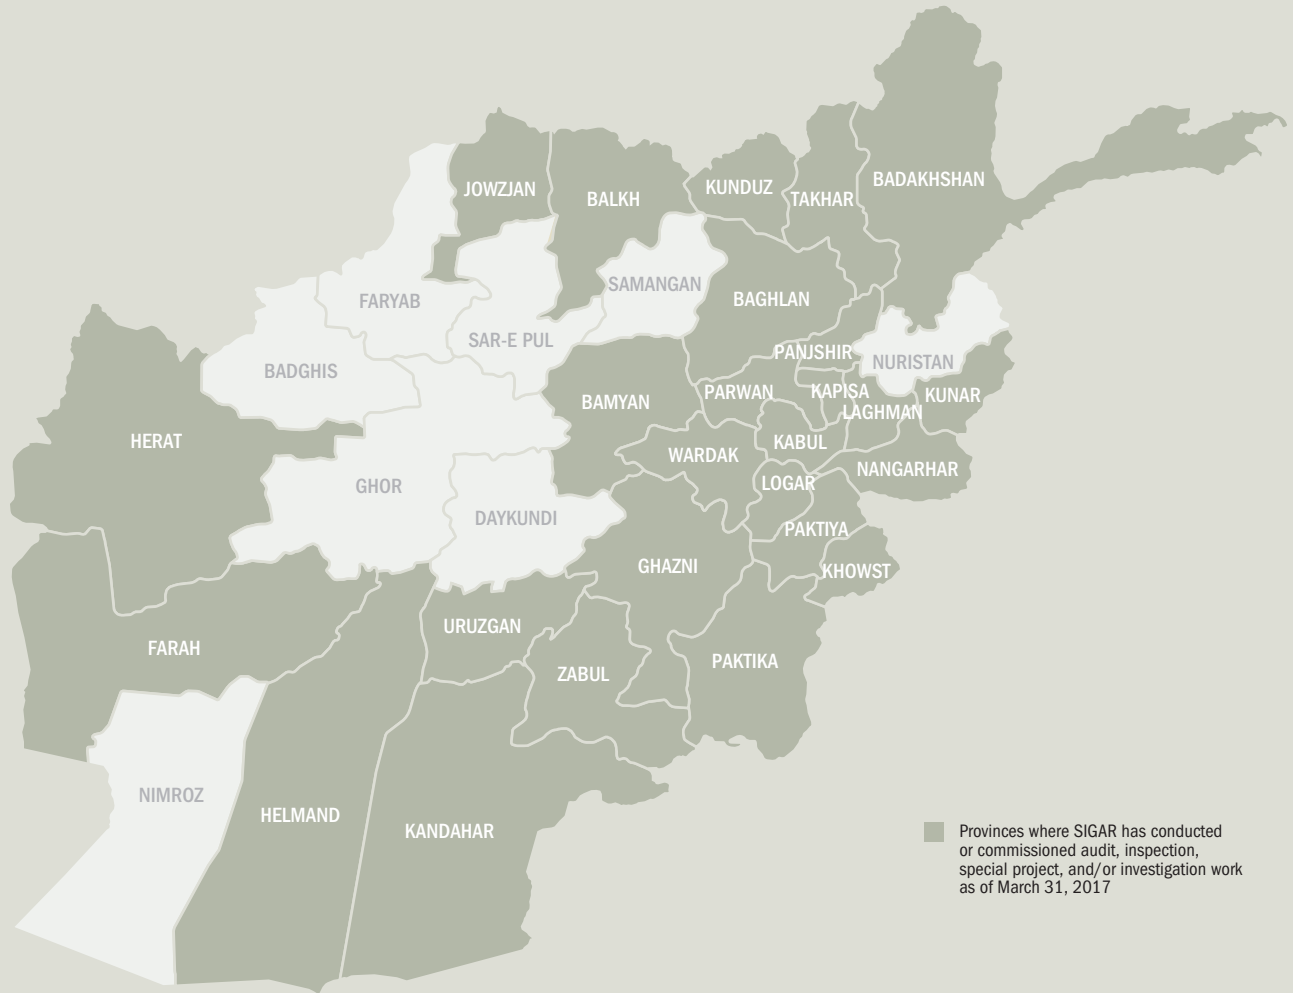 BADAKHSHAN
JOWZJAN
KUNDUZ
BALKH
TAKHAR
SAMANGAN
FARYAB
BAGHLAN
SAR-E PUL
PANJSHIR
NURISTAN
BADGHIS
PARWAN
KAPISA
KUNAR
BAMYAN
LAGHMAN
HERAT
KABUL
WARDAK
NANGARHAR
GHOR
LOGAR
DAYKUNDI
PAKTIYA
GHAZNI
KHOWST
URUZGAN
FARAH
PAKTIKA
ZABUL
NIMROZ
HELMAND
KANDAHAR
Provinces where SIGAR has conducted
or commissioned audit, inspection,
special project, and/or investigation work
as of March 31, 2017